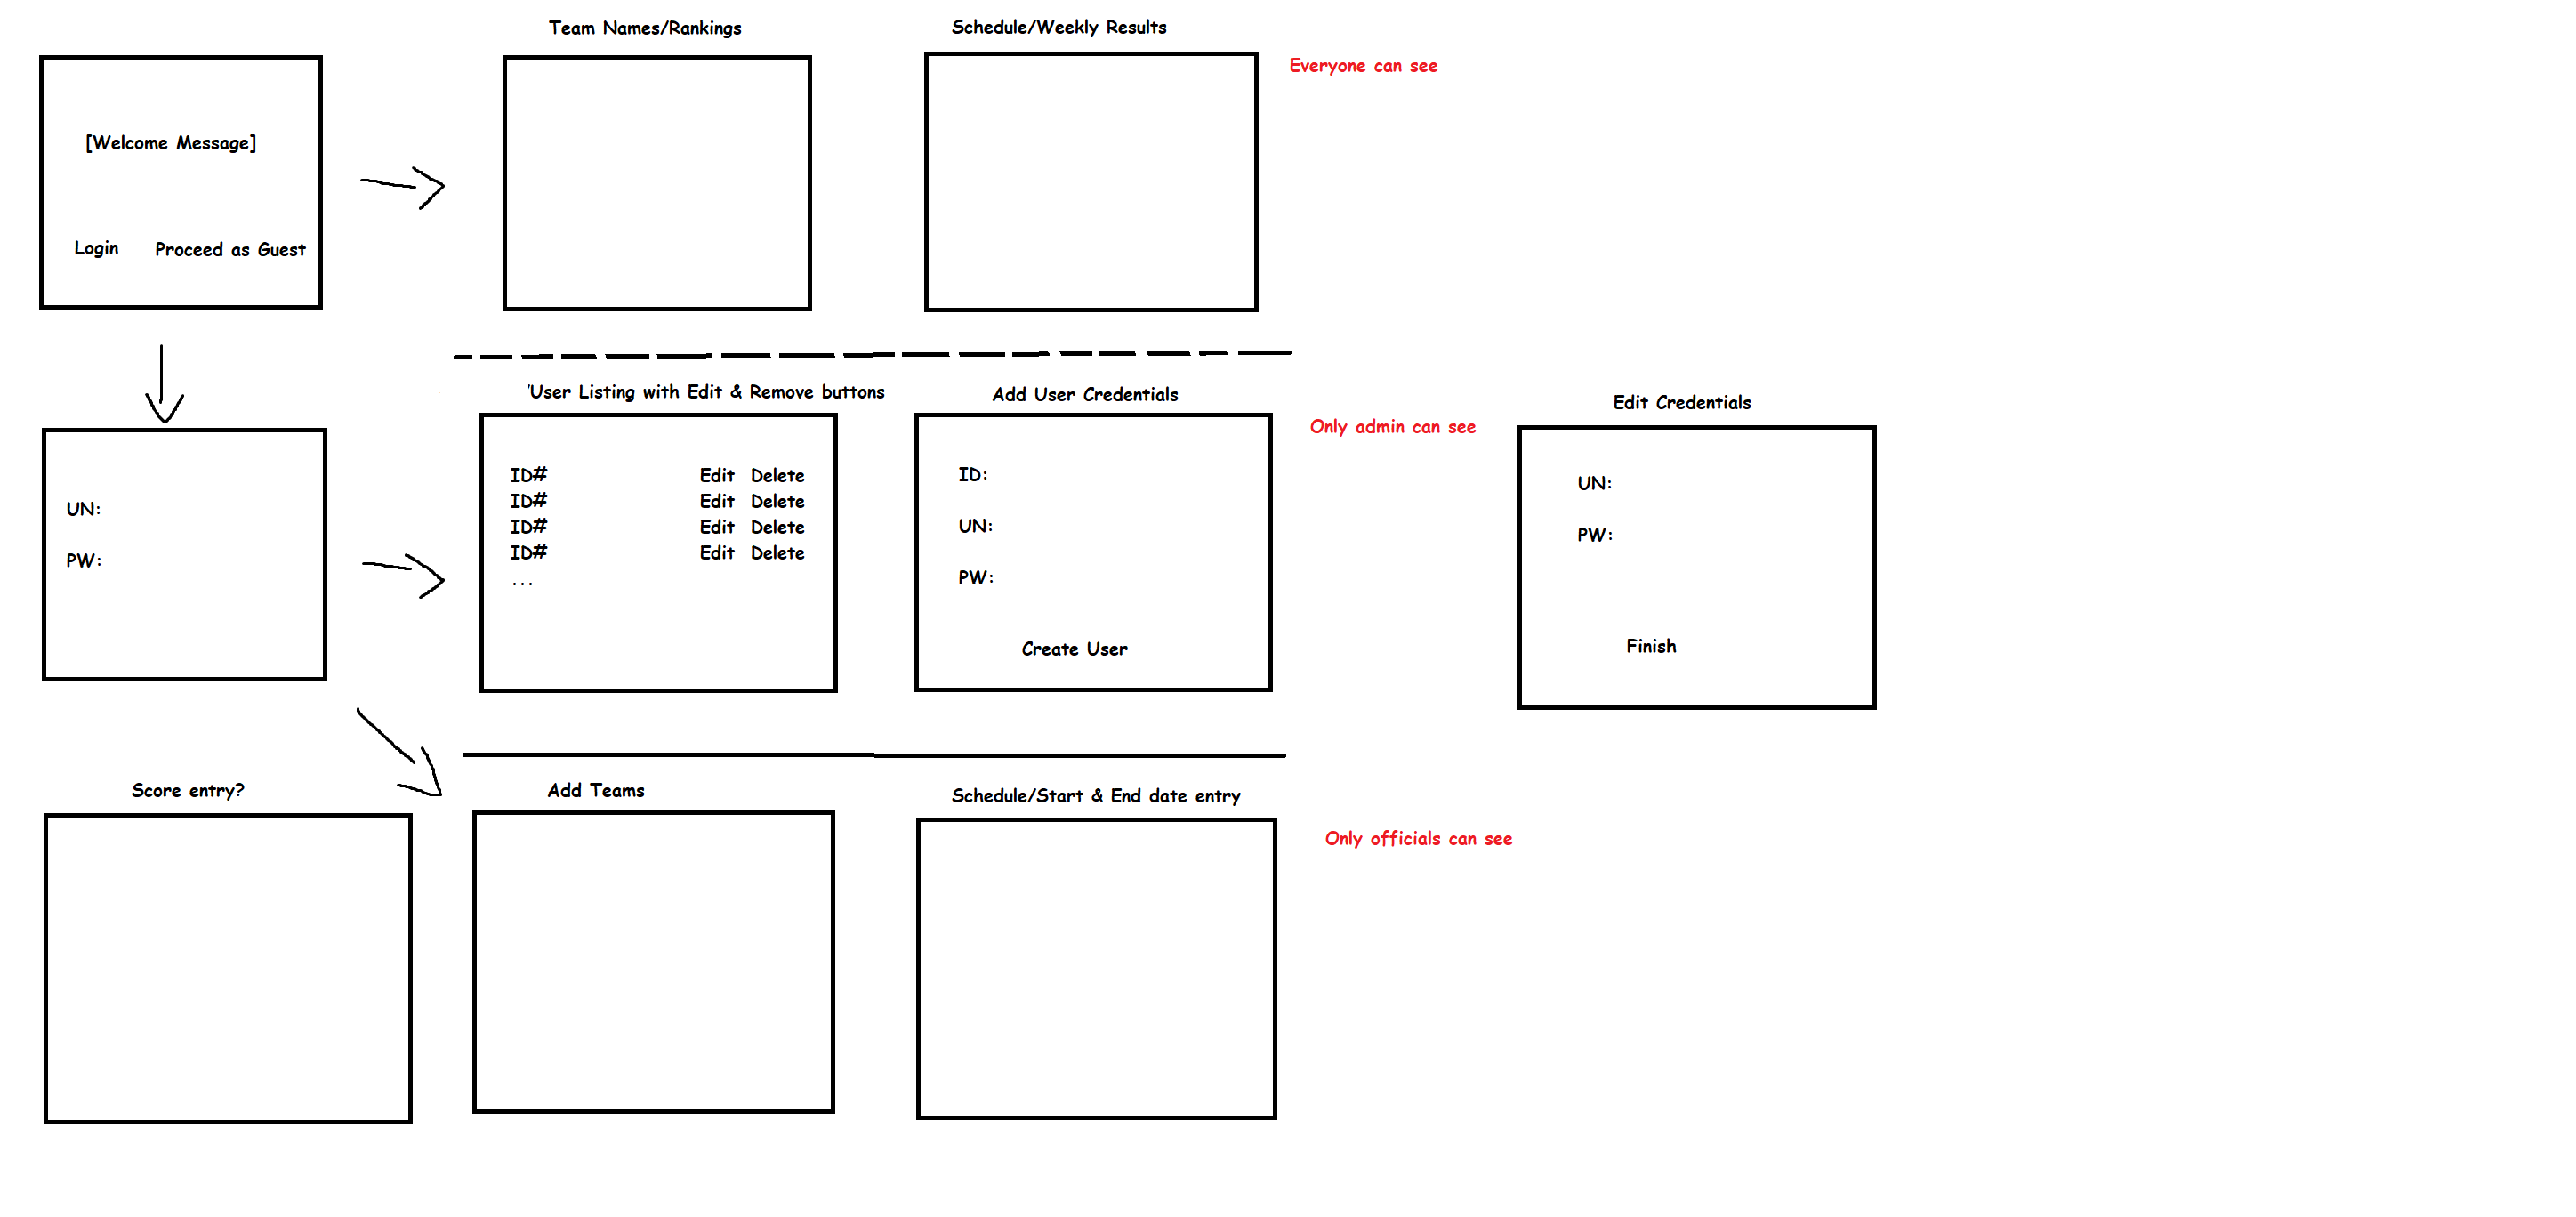 Team Names/Rankings
Schedule/Weekly Results
Everyone can see
[Welcome Message]
Login
Proceed as Guest
'User Listing with Edit & Remove buttons
Add User Credentials
Only admin can see
Edit Credentials
UN:
PW:
ID# Edit Delete
ID# Edit Delete
ID# Edit Delete
ID# Edit Delete
...
ID:
UN:
PW:
Create User
UN:
PW:
Finish
Score entry?
Add Teams
Schedule/Start & End date entry
Only officials can see